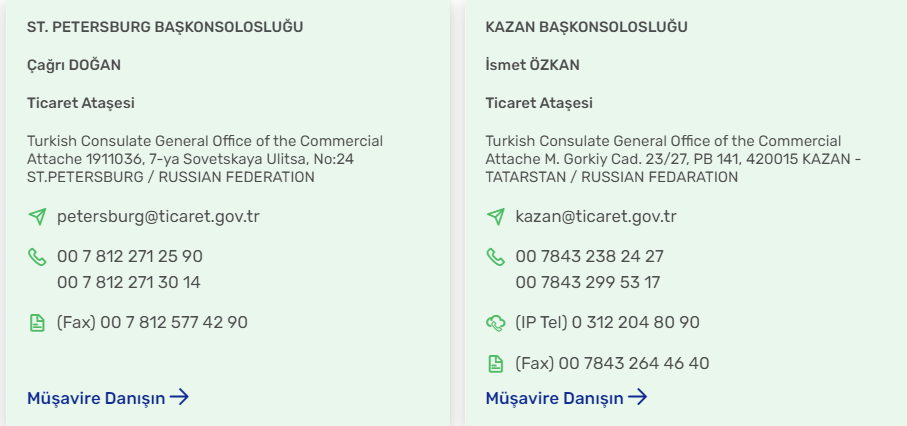 ST. PETERSBURG BAŞKONSOLOSLUĞU
Çağrı DOĞAN
Ticaret Ataşesi
Turkish Consulate General Office of the Commercial
Attache 1911036, 7-ya Sovetskaya Ulitsa, No:24
ST.PETERSBURG / RUSSIAN FEDERATION
petersburg@ticaret.gov.tr
00 7 812 271 25 90
00 7 812 271 30 14
(Fax) 00 7 812 577 42 90
Müşavire Danışın
KAZAN BAŞKONSOLOSLUĞU
İsmet ÖZKAN
Ticaret Ataşesi
Turkish Consulate General Office of the Commercial
Attache M. Gorkiy Cad. 23/27, PB 141, 420015 KAZAN -
TATARSTAN / RUSSIAN FEDARATION
kazan@ticaret.gov.tr
00 7843 238 24 27
00 7843 299 53 17
(IP Tel) 0 312 204 80 90
(Fax) 00 7843 264 46 40
Müşavire Danışın